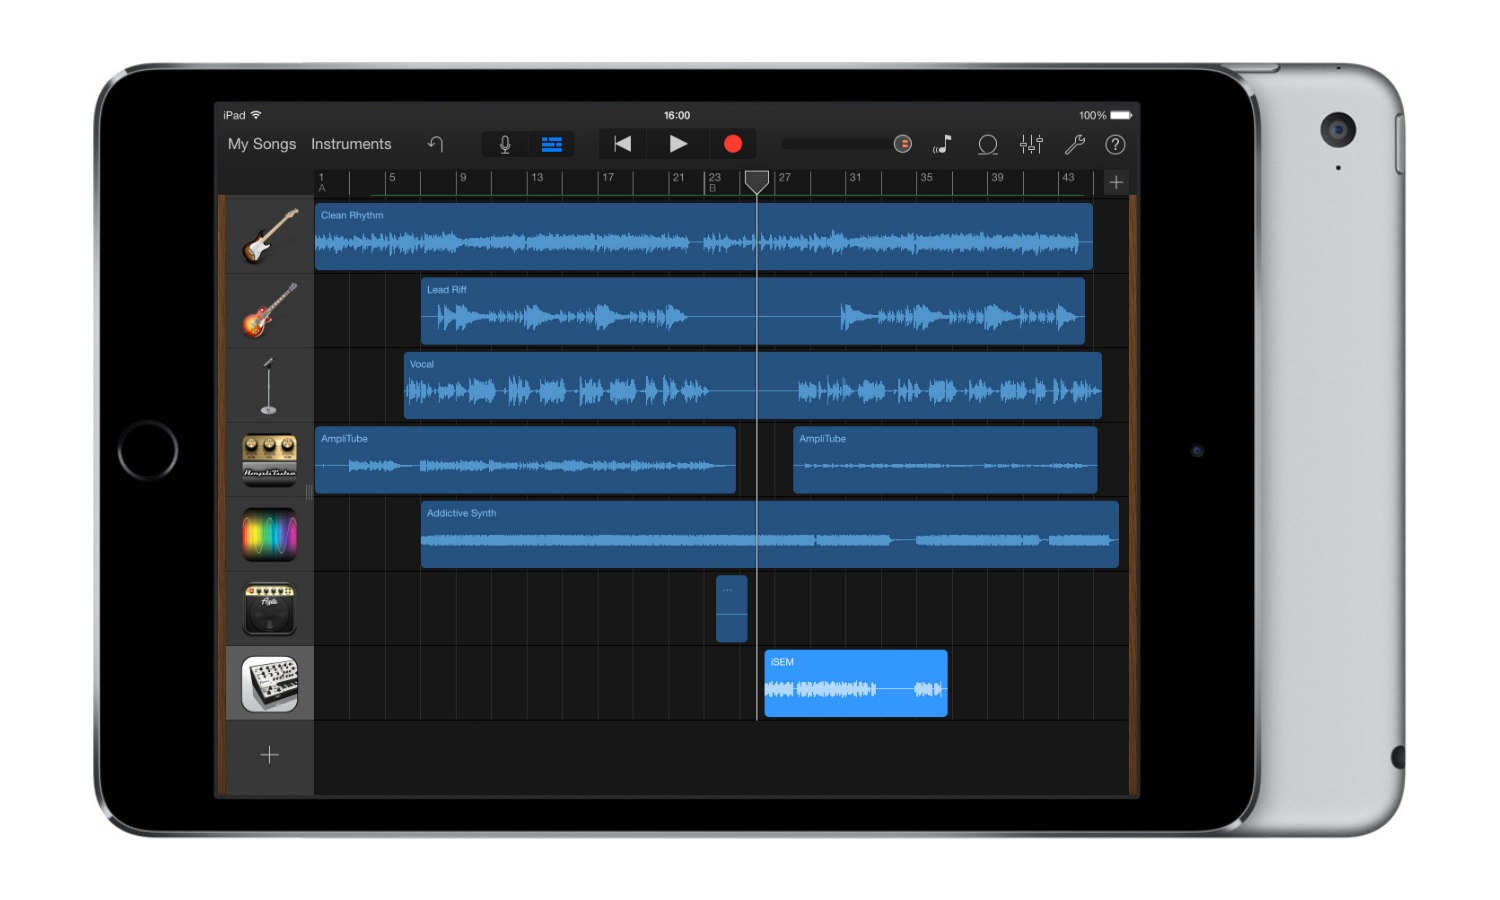 iPad 16:00 100%
My Songs Instruments
1 5 9 13 17 21 23 27 31 35 39 43
A B
Clean Rhythm
Lead Riff
Vocal
AmpliTube AmpliTube
AmpliTube
Addictive Synth
...
iSEM